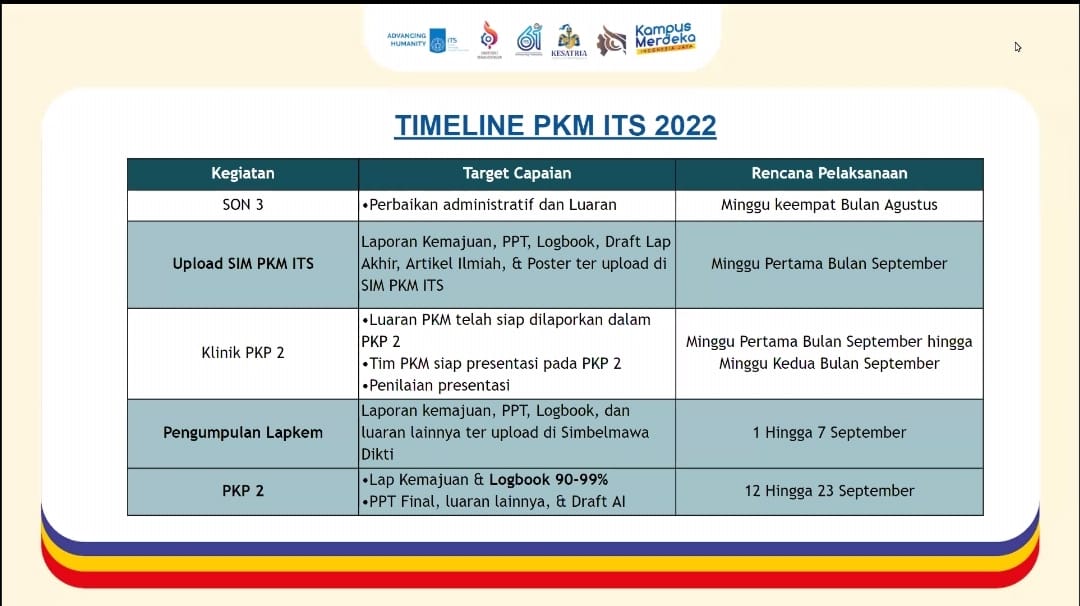 ADVANCING
HUMANITY
ITS
KESATRIA
Kampus
Merdeka
INDONESIA JAYA
TIMELINE PKM ITS 2022
Kegiatan
Target Capaian
Rencana Pelaksanaan
SON 3
•Perbaikan administratif dan Luaran
Minggu keempat Bulan Agustus
Upload SIM PKM ITS
Laporan Kemajuan, PPT, Logbook, Draft Lap
Akhir, Artikel Ilmiah, & Poster ter upload di
SIM PKM ITS
Minggu Pertama Bulan September
Klinik PKP 2
•Luaran PKM telah siap dilaporkan dalam
PKP 2
•Tim PKM siap presentasi pada PKP 2
•Penilaian presentasi
Minggu Pertama Bulan September hingga
Minggu Kedua Bulan September
Pengumpulan Lapkem
Laporan kemajuan, PPT, Logbook, dan
luaran lainnya ter upload di Simbelmawa
Dikti
1 Hingga 7 September
PKP 2
•Lap Kemajuan & Logbook 90-99%
•PPT Final, luaran lainnya, & Draft AI
12 Hingga 23 September